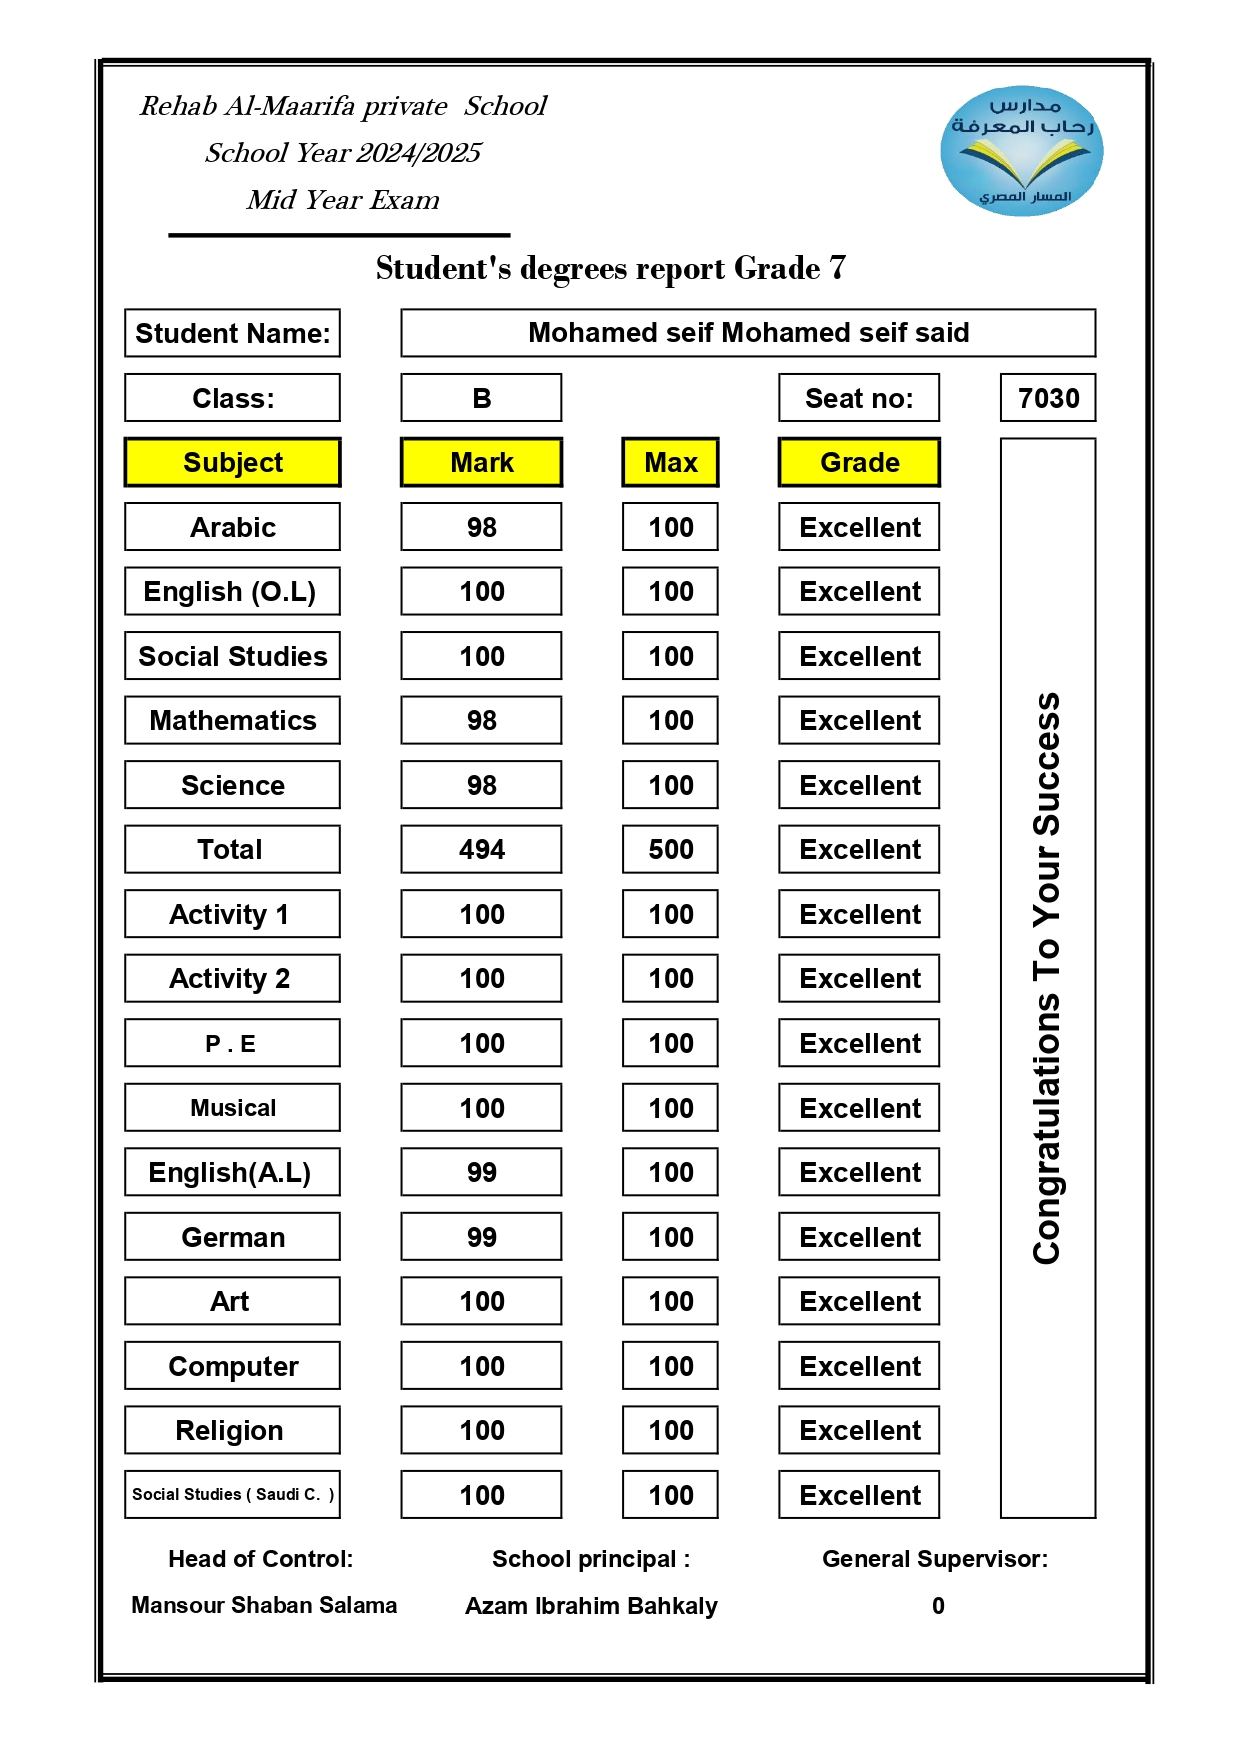 Rehab Al-Maarifa private School
School Year 2024/2025
Mid Year Exam
مدارس
رحاب المعرفة
المسار المصري
Student's degrees report Grade 7
Student Name: Mohamed seif Mohamed seif said
Class: B Seat no: 7030
Subject Mark Max Grade
Arabic 98 100 Excellent
English (O.L) 100 100 Excellent
Social Studies 100 100 Excellent
Mathematics 98 100 Excellent
Science 98 100 Excellent
Total 494 500 Excellent
Activity 1 100 100 Excellent
Activity 2 100 100 Excellent
P . E 100 100 Excellent
Musical 100 100 Excellent
English(A.L) 99 100 Excellent
German 99 100 Excellent
Art 100 100 Excellent
Computer 100 100 Excellent
Religion 100 100 Excellent
Social Studies ( Saudi C. ) 100 100 Excellent
Congratulations To Your Success
Head of Control: School principal : General Supervisor:
Mansour Shaban Salama Azam Ibrahim Bahkaly 0